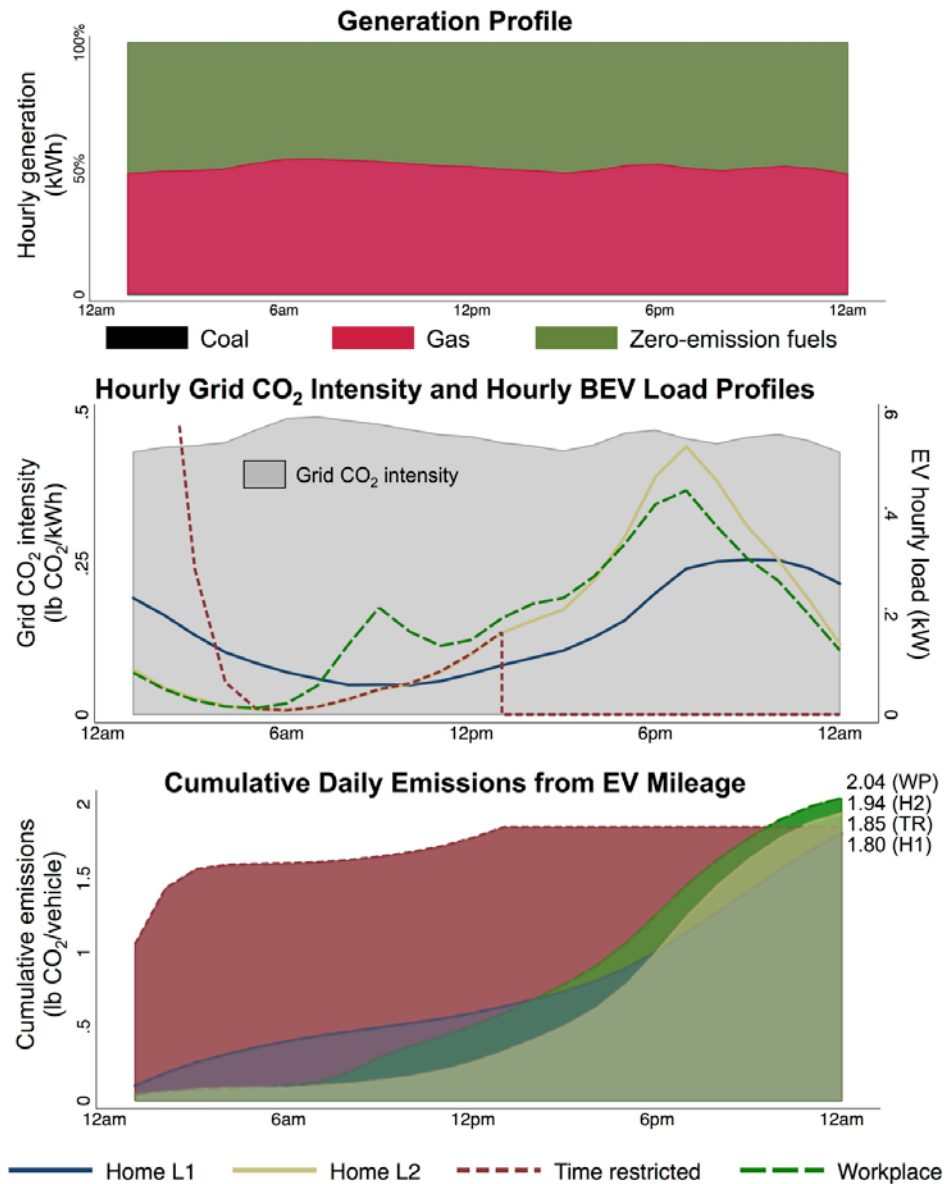 Generation Profile
Hourly generation
(kWh)
100%
50%
0
12am 6am 12pm 6pm 12am
Coal Gas Zero-emission fuels
Hourly Grid CO₂ Intensity and Hourly BEV Load Profiles
Grid CO₂ intensity
(lb CO₂/kWh)
.5
.25
0
Grid CO₂ intensity
.6
.4
.2
0
EV hourly load (kW)
12am 6am 12pm 6pm 12am
Cumulative Daily Emissions from EV Mileage
Cumulative emissions
(lb CO₂/vehicle)
2
1.5
1
.5
0
2.04 (WP)
1.94 (H2)
1.85 (TR)
1.80 (H1)
12am 6am 12pm 6pm 12am
Home L1 Home L2 Time restricted Workplace